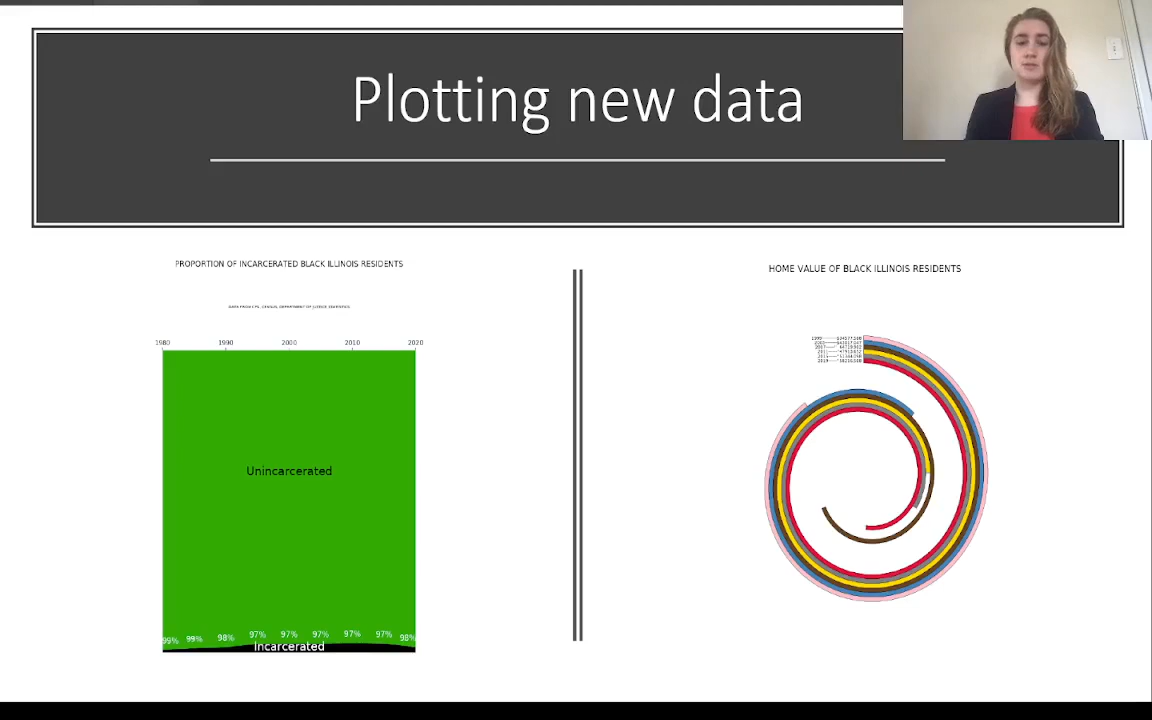 Plotting new data
PROPORTION OF INCARCERATED BLACK ILLINOIS RESIDENTS
1980 1990 2000 2010 2020
Unincarcerated
99% 99% 98% 97% 97% 97% 97% 97% 98%
Incarcerated
HOME VALUE OF BLACK ILLINOIS RESIDENTS